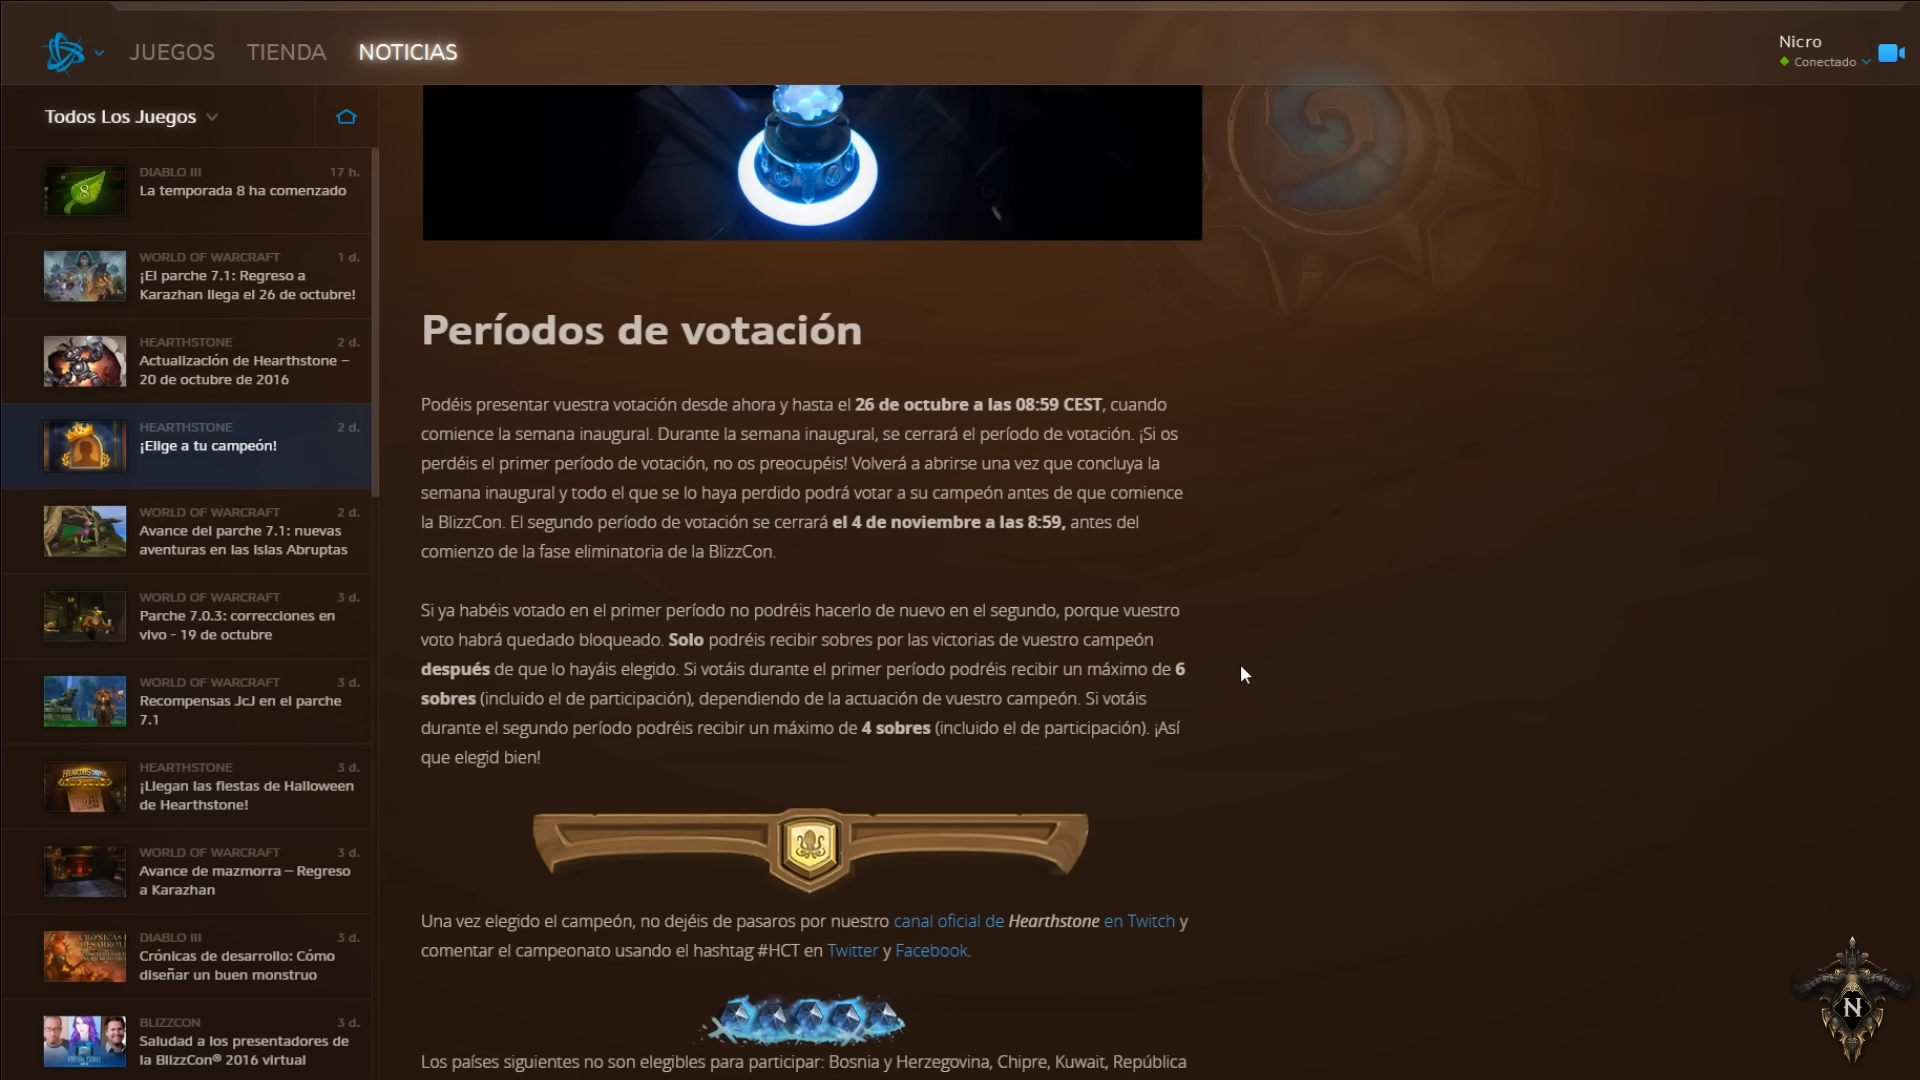 JUEGOS
TIENDA
NOTICIAS
Nicro
Conectado
Todos Los Juegos
DIABLO III
17 h.
La temporada 8 ha comenzado
WORLD OF WARCRAFT
1 d.
¡El parche 7.1: Regreso a
Karazhan llega el 26 de octubre!
HEARTHSTONE
2 d.
Actualización de Hearthstone –
20 de octubre de 2016
HEARTHSTONE
2 d.
¡Elige a tu campeón!
WORLD OF WARCRAFT
2 d.
Avance del parche 7.1: nuevas
aventuras en las Islas Abruptas
WORLD OF WARCRAFT
3 d.
Parche 7.0.3: correcciones en
vivo - 19 de octubre
WORLD OF WARCRAFT
3 d.
Recompensas JcJ en el parche
7.1
HEARTHSTONE
3 d.
¡Llegan las fiestas de Halloween
de Hearthstone!
WORLD OF WARCRAFT
3 d.
Avance de mazmorra – Regreso
a Karazhan
DIABLO III
3 d.
Crónicas de desarrollo: Cómo
diseñar un buen monstruo
BLIZZCON
3 d.
Saludad a los presentadores de
la BlizzCon® 2016 virtual
Períodos de votación
Podéis presentar vuestra votación desde ahora y hasta el 26 de octubre a las 08:59 CEST, cuando
comience la semana inaugural. Durante la semana inaugural, se cerrará el período de votación. ¡Si os
perdéis el primer período de votación, no os preocupéis! Volverá a abrirse una vez que concluya la
semana inaugural y todo el que se lo haya perdido podrá votar a su campeón antes de que comience
la BlizzCon. El segundo período de votación se cerrará el 4 de noviembre a las 8:59, antes del
comienzo de la fase eliminatoria de la BlizzCon.
Si ya habéis votado en el primer período no podréis hacerlo de nuevo en el segundo, porque vuestro
voto habrá quedado bloqueado. Solo podréis recibir sobres por las victorias de vuestro campeón
después de que lo hayáis elegido. Si votáis durante el primer período podréis recibir un máximo de 6
sobres (incluido el de participación), dependiendo de la actuación de vuestro campeón. Si votáis
durante el segundo período podréis recibir un máximo de 4 sobres (incluido el de participación). ¡Así
que elegid bien!
Una vez elegido el campeón, no dejéis de pasaros por nuestro canal oficial de Hearthstone en Twitch y
comentar el campeonato usando el hashtag #HCT en Twitter y Facebook.
Los países siguientes no son elegibles para participar: Bosnia y Herzegovina, Chipre, Kuwait, República
N